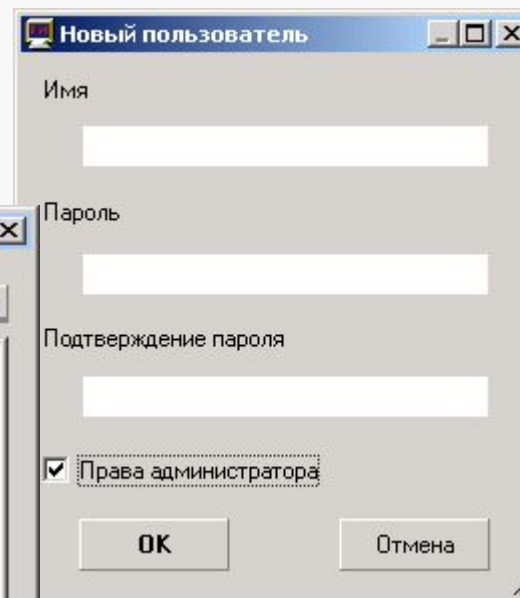 Новый пользователь
Имя
Пароль
Подтверждение пароля
Права администратора
OK
Отмена